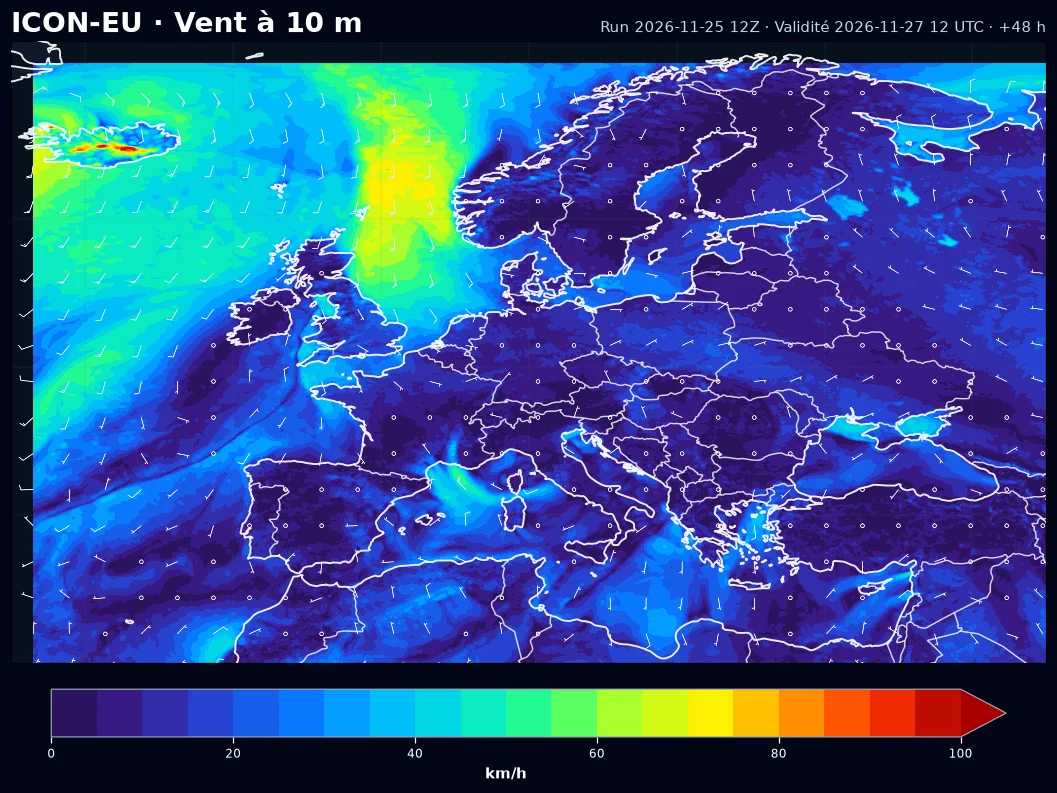 ICON-EU · Vent à 10 m
Run 2026-11-25 12Z · Validité 2026-11-27 12 UTC · +48 h
0 20 40 60 80 100
km/h